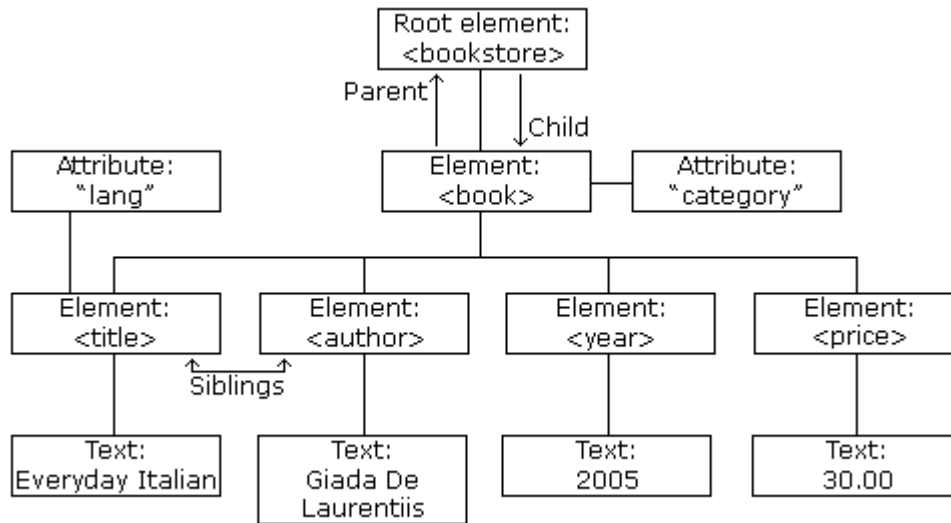 Root element:
<bookstore>
Parent
Child
Attribute:
“lang”
Element:
<book>
Attribute:
“category”
Element:
<title>
Element:
<author>
Element:
<year>
Element:
<price>
Siblings
Text:
Everyday Italian
Text:
Giada De
Laurentiis
Text:
2005
Text:
30.00